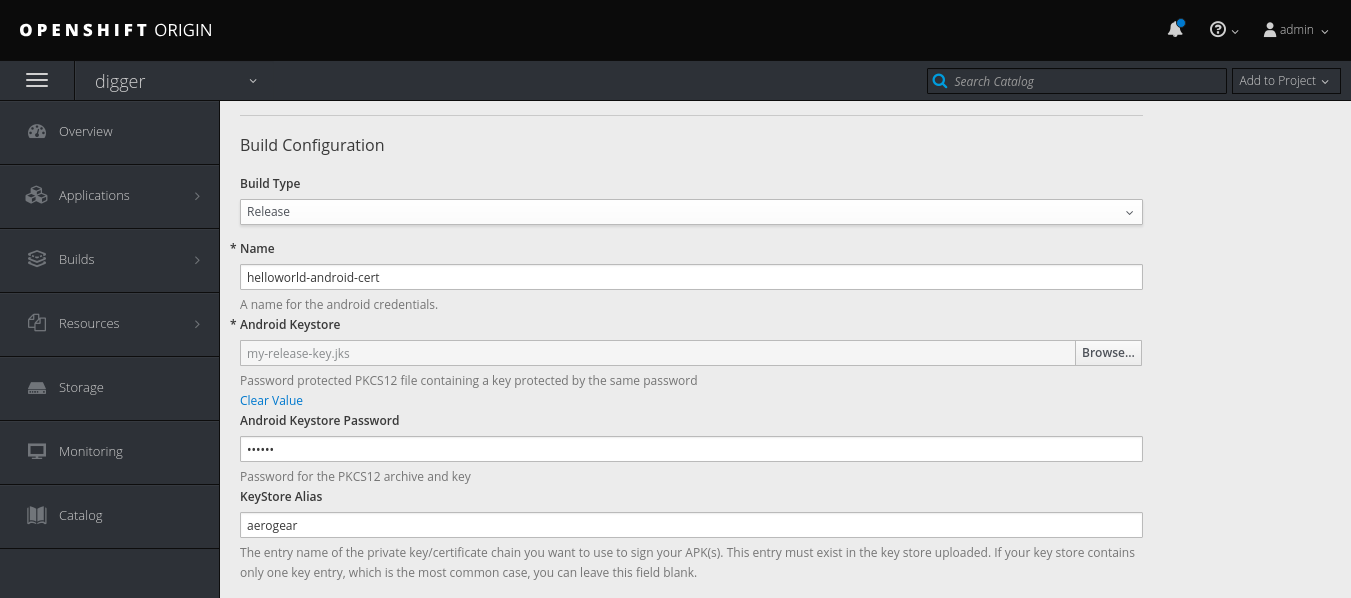 OPENSHIFT ORIGIN
admin
digger
Search Catalog
Add to Project
Overview
Applications
Builds
Resources
Storage
Monitoring
Catalog
Build Configuration
Build Type
Release
* Name
helloworld-android-cert
A name for the android credentials.
* Android Keystore
my-release-key.jks
Browse...
Password protected PKCS12 file containing a key protected by the same password
Clear Value
Android Keystore Password
••••••
Password for the PKCS12 archive and key
KeyStore Alias
aerogear
The entry name of the private key/certificate chain you want to use to sign your APK(s). This entry must exist in the key store uploaded. If your key store contains
only one key entry, which is the most common case, you can leave this field blank.